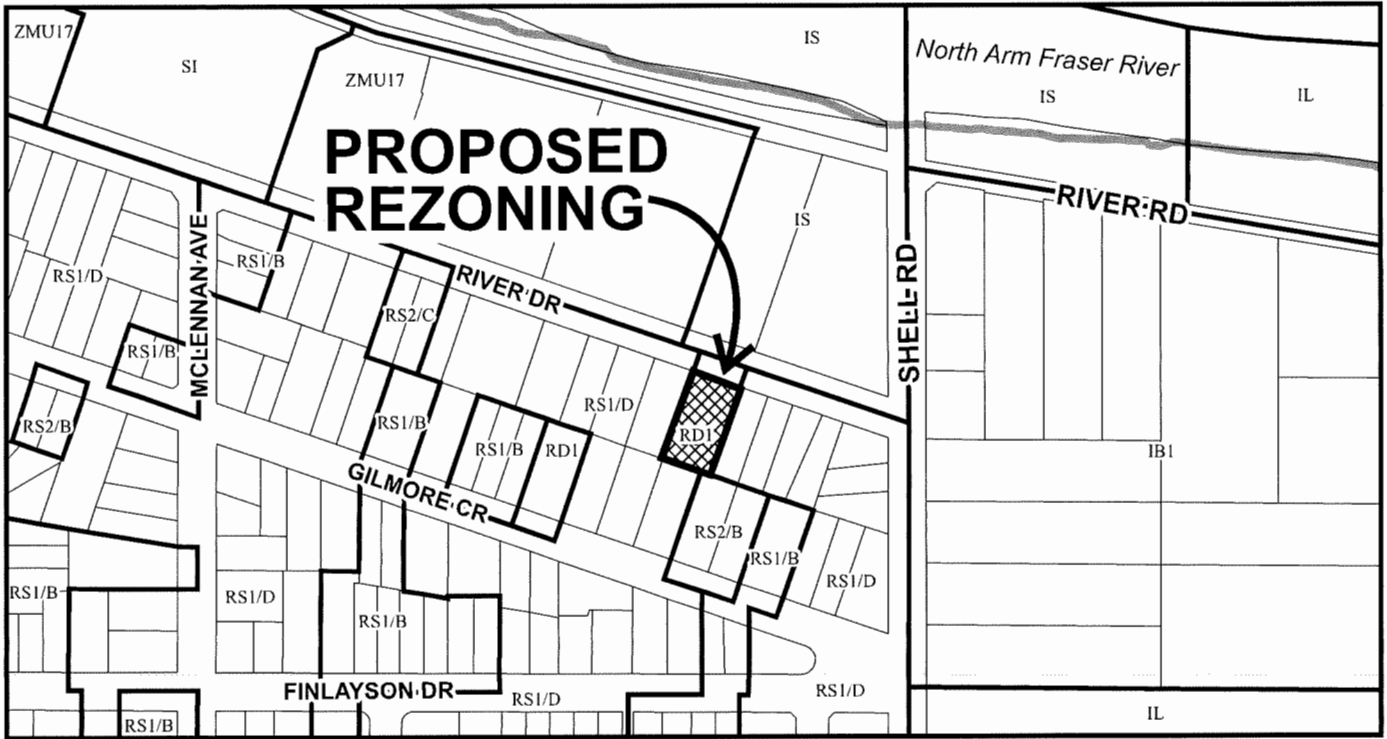 ZMU17
SI
ZMU17
IS
North Arm Fraser River
IS
IL
PROPOSED
REZONING
IS
RIVER RD
MCLENNAN AVE
RS1/B
RS1/D
RIVER DR
RS2/C
SHELL RD
RS1/B
RS2/B
RS1/B
RS1/D
RS1/B
RD1
RD1
IB1
GILMORE CR
RS2/B
RS1/B
RS1/D
RS1/B
RS1/D
RS1/B
FINLAYSON DR
RS1/D
RS1/D
RS1/B
IL